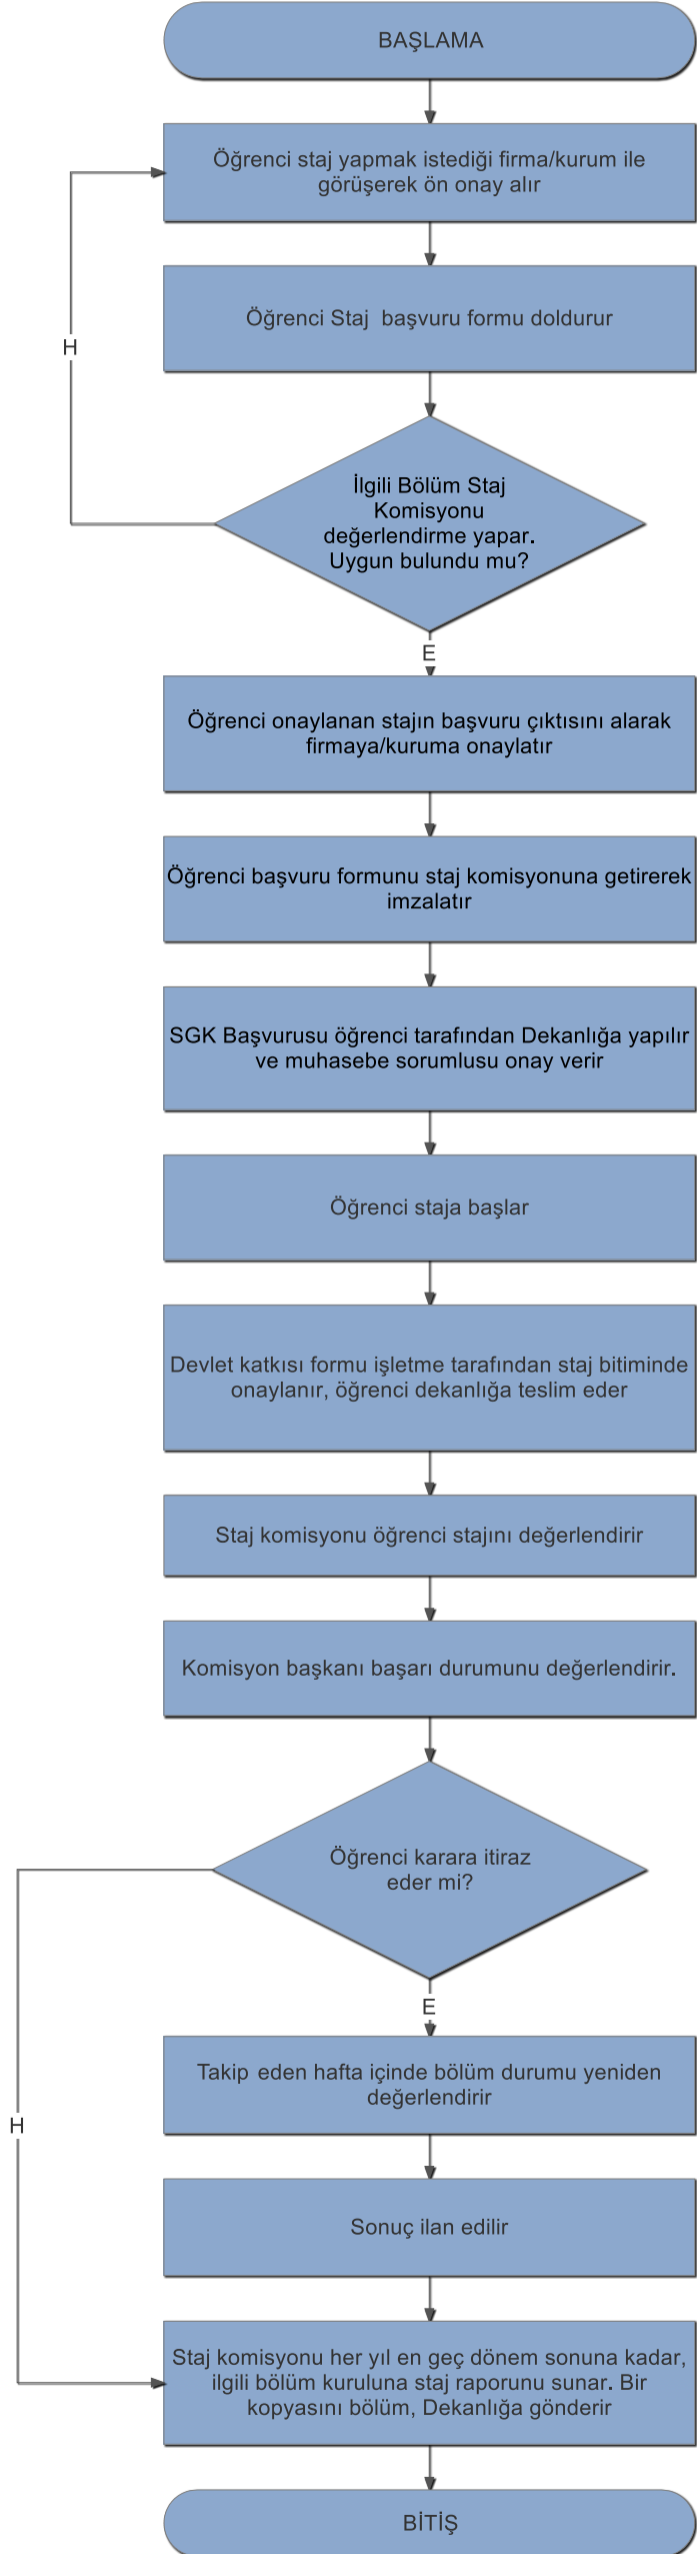 BAŞLAMA
Öğrenci staj yapmak istediği firma/kurum ile
görüşerek ön onay alır
Öğrenci Staj başvuru formu doldurur
H
İlgili Bölüm Staj
Komisyonu
değerlendirme yapar.
Uygun bulundu mu?
E
Öğrenci onaylanan stajın başvuru çıktısını alarak
firmaya/kuruma onaylatır
Öğrenci başvuru formunu staj komisyonuna getirerek
imzalatır
SGK Başvurusu öğrenci tarafından Dekanlığa yapılır
ve muhasebe sorumlusu onay verir
Öğrenci staja başlar
Devlet katkısı formu işletme tarafından staj bitiminde
onaylanır, öğrenci dekanlığa teslim eder
Staj komisyonu öğrenci stajını değerlendirir
Komisyon başkanı başarı durumunu değerlendirir.
Öğrenci karara itiraz
eder mi?
E
Takip eden hafta içinde bölüm durumu yeniden
değerlendirir
H
Sonuç ilan edilir
Staj komisyonu her yıl en geç dönem sonuna kadar,
ilgili bölüm kuruluna staj raporunu sunar. Bir
kopyasını bölüm, Dekanlığa gönderir
BİTİŞ